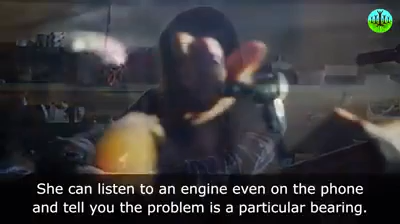 She can listen to an engine even on the phone
and tell you the problem is a particular bearing.